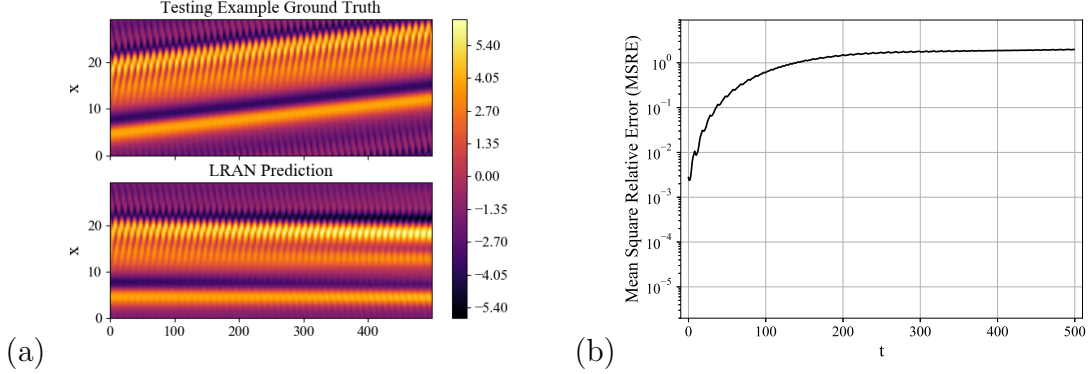 Testing Example Ground Truth
x
20
10
0
LRAN Prediction
x
20
10
0
0 100 200 300 400
5.40
4.05
2.70
1.35
0.00
−1.35
−2.70
−4.05
−5.40
(a)
Mean Square Relative Error (MSRE)
10⁰
10⁻¹
10⁻²
10⁻³
10⁻⁴
10⁻⁵
0 100 200 300 400 500
t
(b)